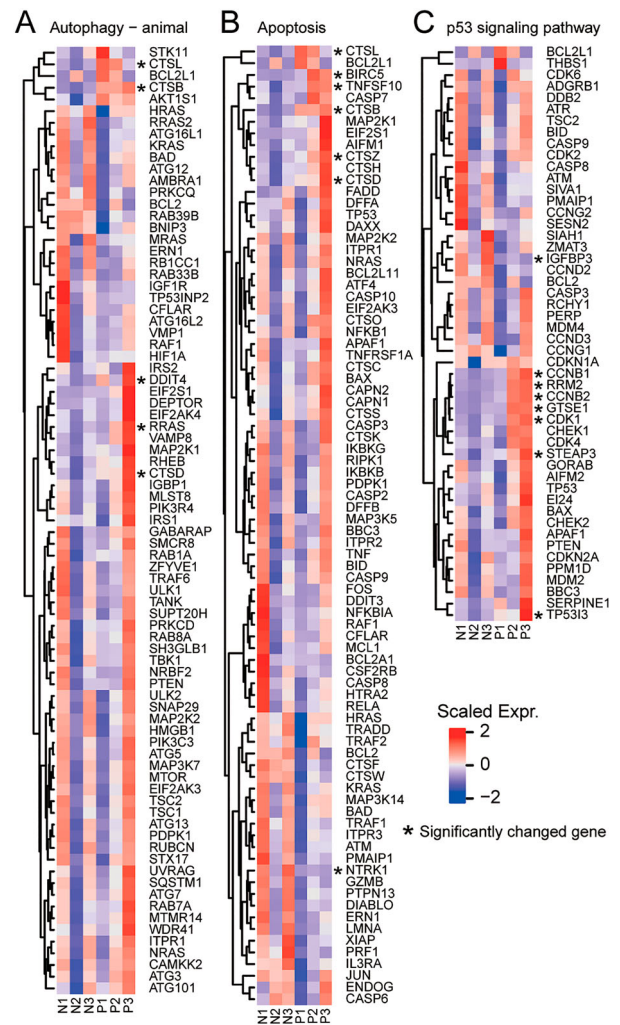 A Autophagy – animal
STK11
* CTSL
BCL2L1
* CTSB
AKT1S1
HRAS
RRAS2
ATG16L1
KRAS
BAD
ATG12
AMBRA1
PRKCQ
BCL2
RAB39B
BNIP3
MRAS
ERN1
RB1CC1
RAB33B
IGF1R
TP53INP2
CFLAR
ATG16L2
VMP1
RAF1
HIF1A
IRS2
* DDIT4
EIF2S1
DEPTOR
EIF2AK4
* RRAS
VAMP8
MAP2K1
RHEB
* CTSD
IGBP1
MLST8
PIK3R4
IRS1
GABARAP
SMCR8
RAB1A
ZFYVE1
TRAF6
ULK1
TANK
SUPT20H
PRKCD
RAB8A
SH3GLB1
TBK1
NRBF2
PTEN
ULK2
SNAP29
MAP2K2
HMGB1
PIK3C3
ATG5
MAP3K7
MTOR
EIF2AK3
TSC2
TSC1
ATG13
PDPK1
RUBCN
STX17
UVRAG
SQSTM1
ATG7
RAB7A
MTMR14
WDR41
ITPR1
NRAS
CAMKK2
ATG3
ATG101
N1 N2 N3 P1 P2 P3
B Apoptosis
* CTSL
BCL2L1
* BIRC5
* TNFSF10
CASP7
* CTSB
MAP2K1
EIF2S1
AIFM1
* CTSZ
CTSH
* CTSD
FADD
DFFA
TP53
DAXX
MAP2K2
ITPR1
NRAS
BCL2L11
ATF4
CASP10
EIF2AK3
CTSO
NFKB1
APAF1
TNFRSF1A
CTSC
BAX
CAPN2
CAPN1
CTSS
CASP3
CTSK
IKBKG
RIPK1
IKBKB
PDPK1
CASP2
DFFB
MAP3K5
BBC3
ITPR2
TNF
BID
CASP9
FOS
DDIT3
NFKBIA
RAF1
CFLAR
MCL1
BCL2A1
CSF2RB
CASP8
HTRA2
RELA
HRAS
TRADD
TRAF2
BCL2
CTSF
CTSW
KRAS
MAP3K14
BAD
TRAF1
ITPR3
ATM
PMAIP1
* NTRK1
GZMB
PTPN13
DIABLO
ERN1
LMNA
XIAP
PRF1
IL3RA
JUN
ENDOG
CASP6
N1 N2 N3 P1 P2 P3
C p53 signaling pathway
BCL2L1
THBS1
CDK6
ADGRB1
DDB2
ATR
TSC2
BID
CASP9
CDK2
CASP8
ATM
SIVA1
PMAIP1
CCNG2
SESN2
SIAH1
ZMAT3
* IGFBP3
CCND2
BCL2
CASP3
RCHY1
PERP
MDM4
CCND3
CCNG1
CDKN1A
* CCNB1
* RRM2
* CCNB2
* GTSE1
* CDK1
CHEK1
CDK4
* STEAP3
GORAB
AIFM2
TP53
EI24
BAX
CHEK2
APAF1
PTEN
CDKN2A
PPM1D
MDM2
BBC3
SERPINE1
* TP53I3
N1 N2 N3 P1 P2 P3
Scaled Expr.
2
0
−2
* Significantly changed gene